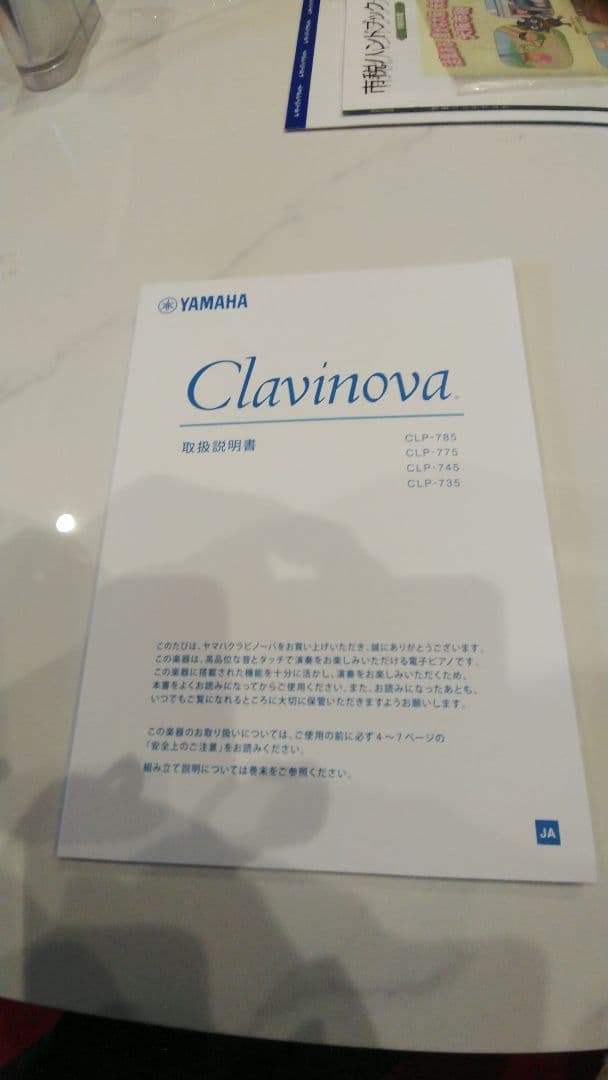 市税ハンドブック
YAMAHA
Clavinova
取扱説明書
CLP-785
CLP-775
CLP-745
CLP-735
このたびは、ヤマハクラビノーバをお買い上げいただき、誠にありがとうございます。
この楽器は、高品位な音とタッチで演奏をお楽しみいただける電子ピアノです。
この楽器に搭載された機能を十分に活かし、演奏をお楽しみいただくため、
本書をよくお読みになってからご使用ください。また、お読みになったあとも、
いつでもご覧になれるところに大切に保管いただきますようお願いします。
この楽器のお取り扱いについては、ご使用の前に必ず4～7ページの
「安全上のご注意」をお読みください。
組み立て説明については巻末をご参照ください。
JA